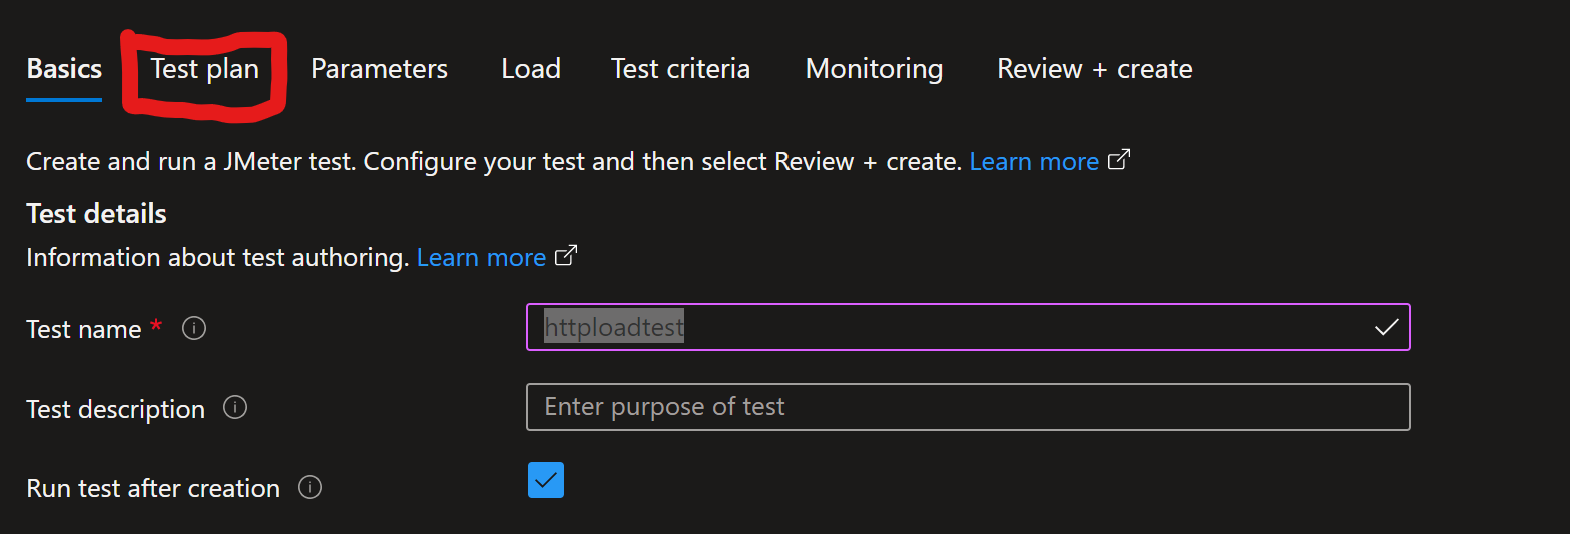 Basics Test plan Parameters Load Test criteria Monitoring Review + create
Create and run a JMeter test. Configure your test and then select Review + create. Learn more
Test details
Information about test authoring. Learn more
Test name * httploadtest
Test description Enter purpose of test
Run test after creation